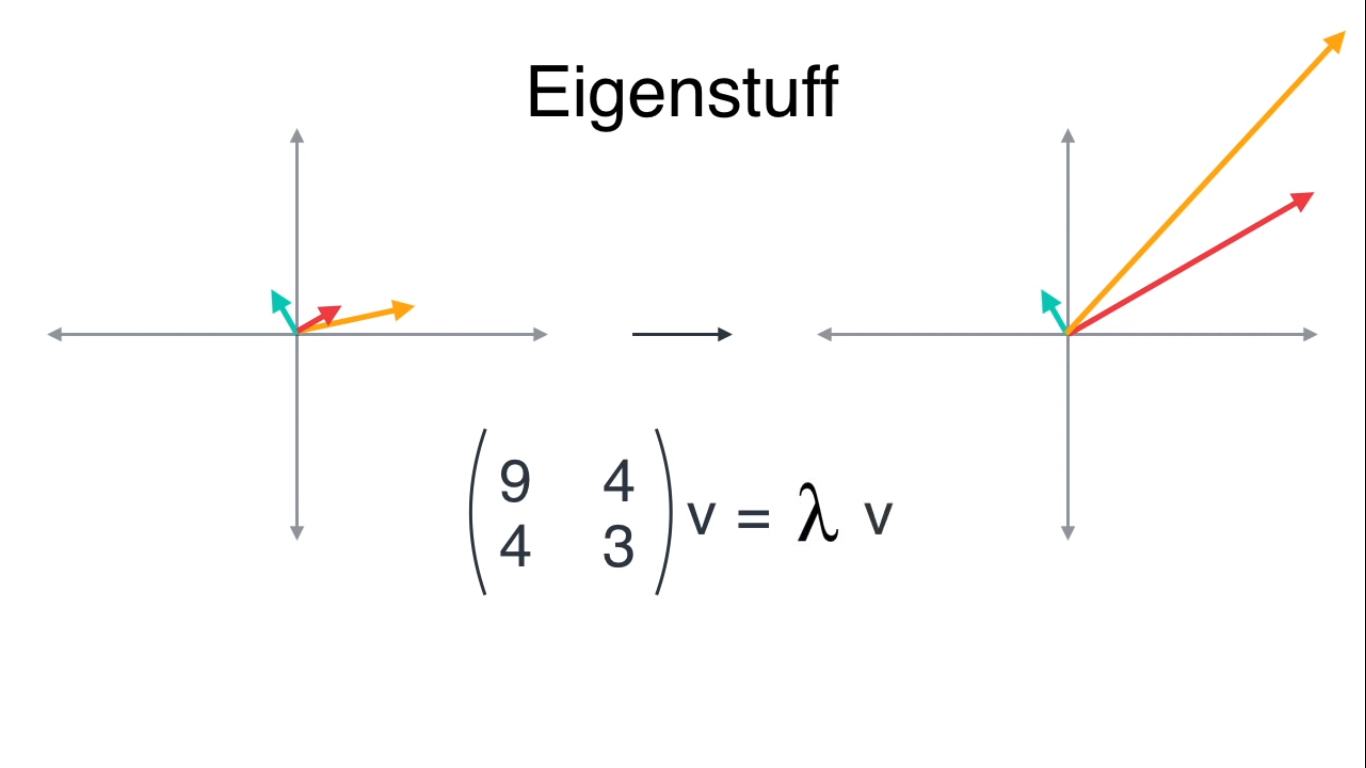 Eigenstuff
9 4
4 3
v = λ v